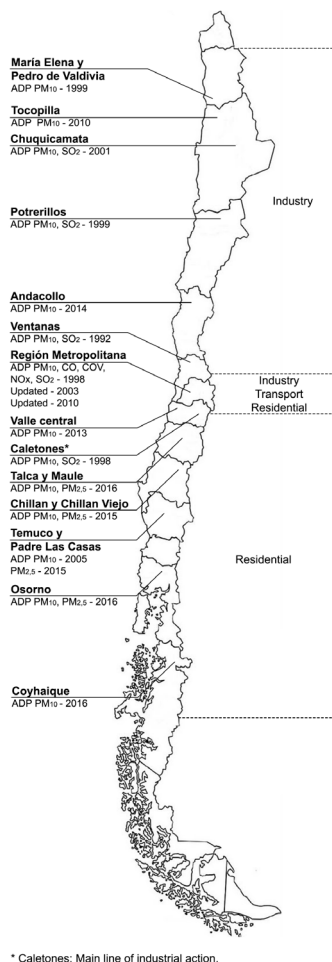 María Elena y
Pedro de Valdivia
ADP PM10 - 1999
Tocopilla
ADP PM10 - 2010
Chuquicamata
ADP PM10, SO2 - 2001
Industry
Potrerillos
ADP PM10, SO2 - 1999
Andacollo
ADP PM10 - 2014
Ventanas
ADP PM10, SO2 - 1992
Región Metropolitana
ADP PM10, CO, COV,
NOx, SO2 - 1998
Updated - 2003
Updated - 2010
Industry
Transport
Residential
Valle central
ADP PM10 - 2013
Caletones*
ADP PM10, SO2 - 1998
Talca y Maule
ADP PM10, PM2,5 - 2016
Chillan y Chillan Viejo
ADP PM10, PM2,5 - 2015
Temuco y
Padre Las Casas
ADP PM10 - 2005
PM2,5 - 2015
Residential
Osorno
ADP PM10, PM2,5 - 2016
Coyhaique
ADP PM10 - 2016
* Caletones: Main line of industrial action.